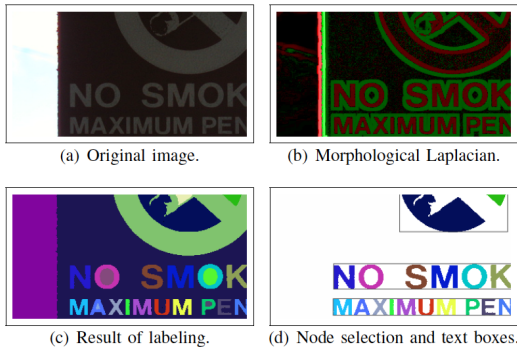 NO SMOK
MAXIMUM PEN
NO SMOK
MAXIMUM PEN
(a) Original image.
(b) Morphological Laplacian.
NO SMOK
MAXIMUM PEN
NO SMOK
MAXIMUM PEN
(c) Result of labeling.
(d) Node selection and text boxes.